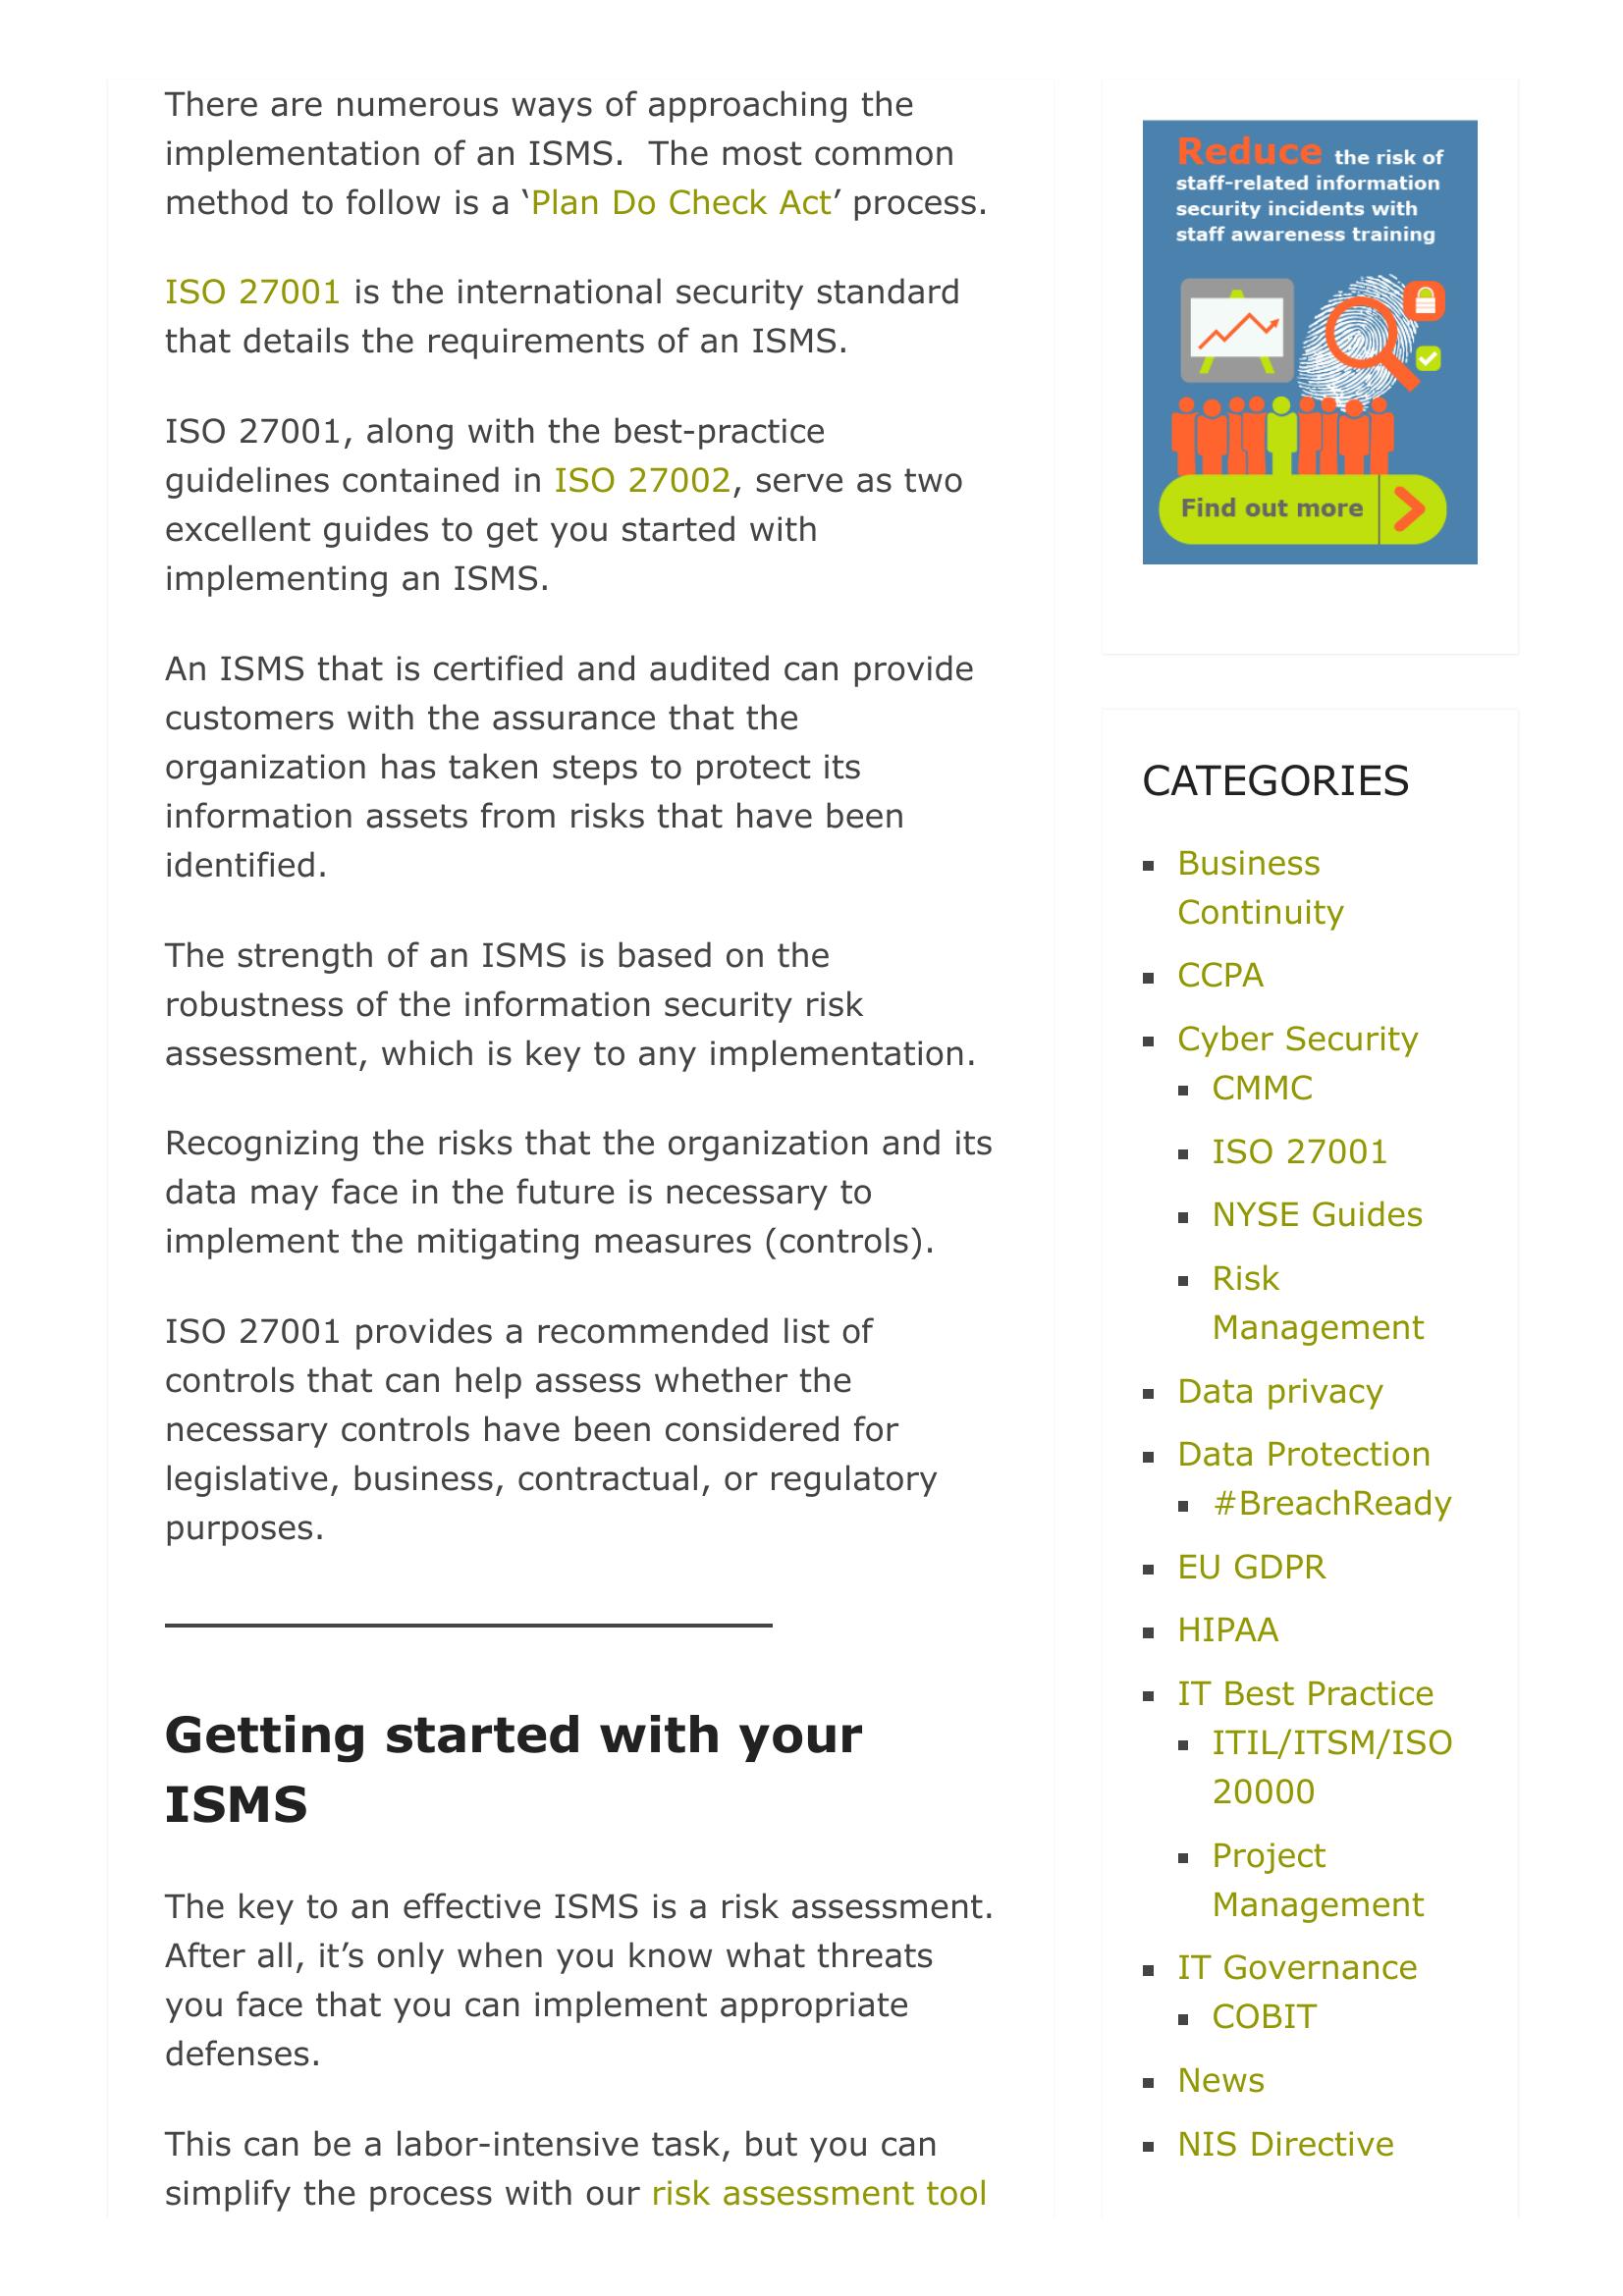 There are numerous ways of approaching the
implementation of an ISMS.  The most common
method to follow is a ‘Plan Do Check Act’ process.
ISO 27001 is the international security standard
that details the requirements of an ISMS.
ISO 27001, along with the best-practice
guidelines contained in ISO 27002, serve as two
excellent guides to get you started with
implementing an ISMS.
An ISMS that is certified and audited can provide
customers with the assurance that the
organization has taken steps to protect its
information assets from risks that have been
identified.
The strength of an ISMS is based on the
robustness of the information security risk
assessment, which is key to any implementation.
Recognizing the risks that the organization and its
data may face in the future is necessary to
implement the mitigating measures (controls).
ISO 27001 provides a recommended list of
controls that can help assess whether the
necessary controls have been considered for
legislative, business, contractual, or regulatory
purposes.
Getting started with your
ISMS
The key to an effective ISMS is a risk assessment.
After all, it’s only when you know what threats
you face that you can implement appropriate
defenses.
This can be a labor-intensive task, but you can
simplify the process with our risk assessment tool
Reduce the risk of
staff-related information
security incidents with
staff awareness training
Find out more
CATEGORIES
Business
Continuity
CCPA
Cyber Security
CMMC
ISO 27001
NYSE Guides
Risk
Management
Data privacy
Data Protection
#BreachReady
EU GDPR
HIPAA
IT Best Practice
ITIL/ITSM/ISO
20000
Project
Management
IT Governance
COBIT
News
NIS Directive